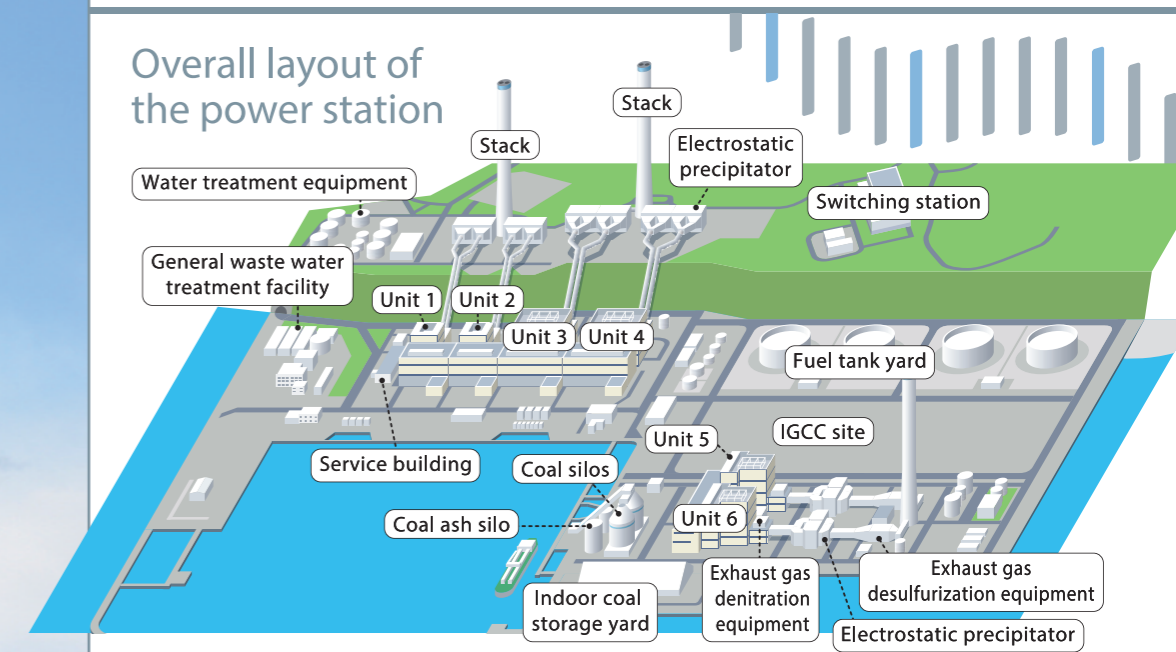 Overall layout of
the power station
Stack
Stack
Electrostatic
precipitator
Water treatment equipment
Switching station
General waste water
treatment facility
Unit 1
Unit 2
Unit 3
Unit 4
Fuel tank yard
Unit 5
IGCC site
Service building
Coal silos
Coal ash silo
Unit 6
Indoor coal
storage yard
Exhaust gas
denitration
equipment
Exhaust gas
desulfurization equipment
Electrostatic precipitator